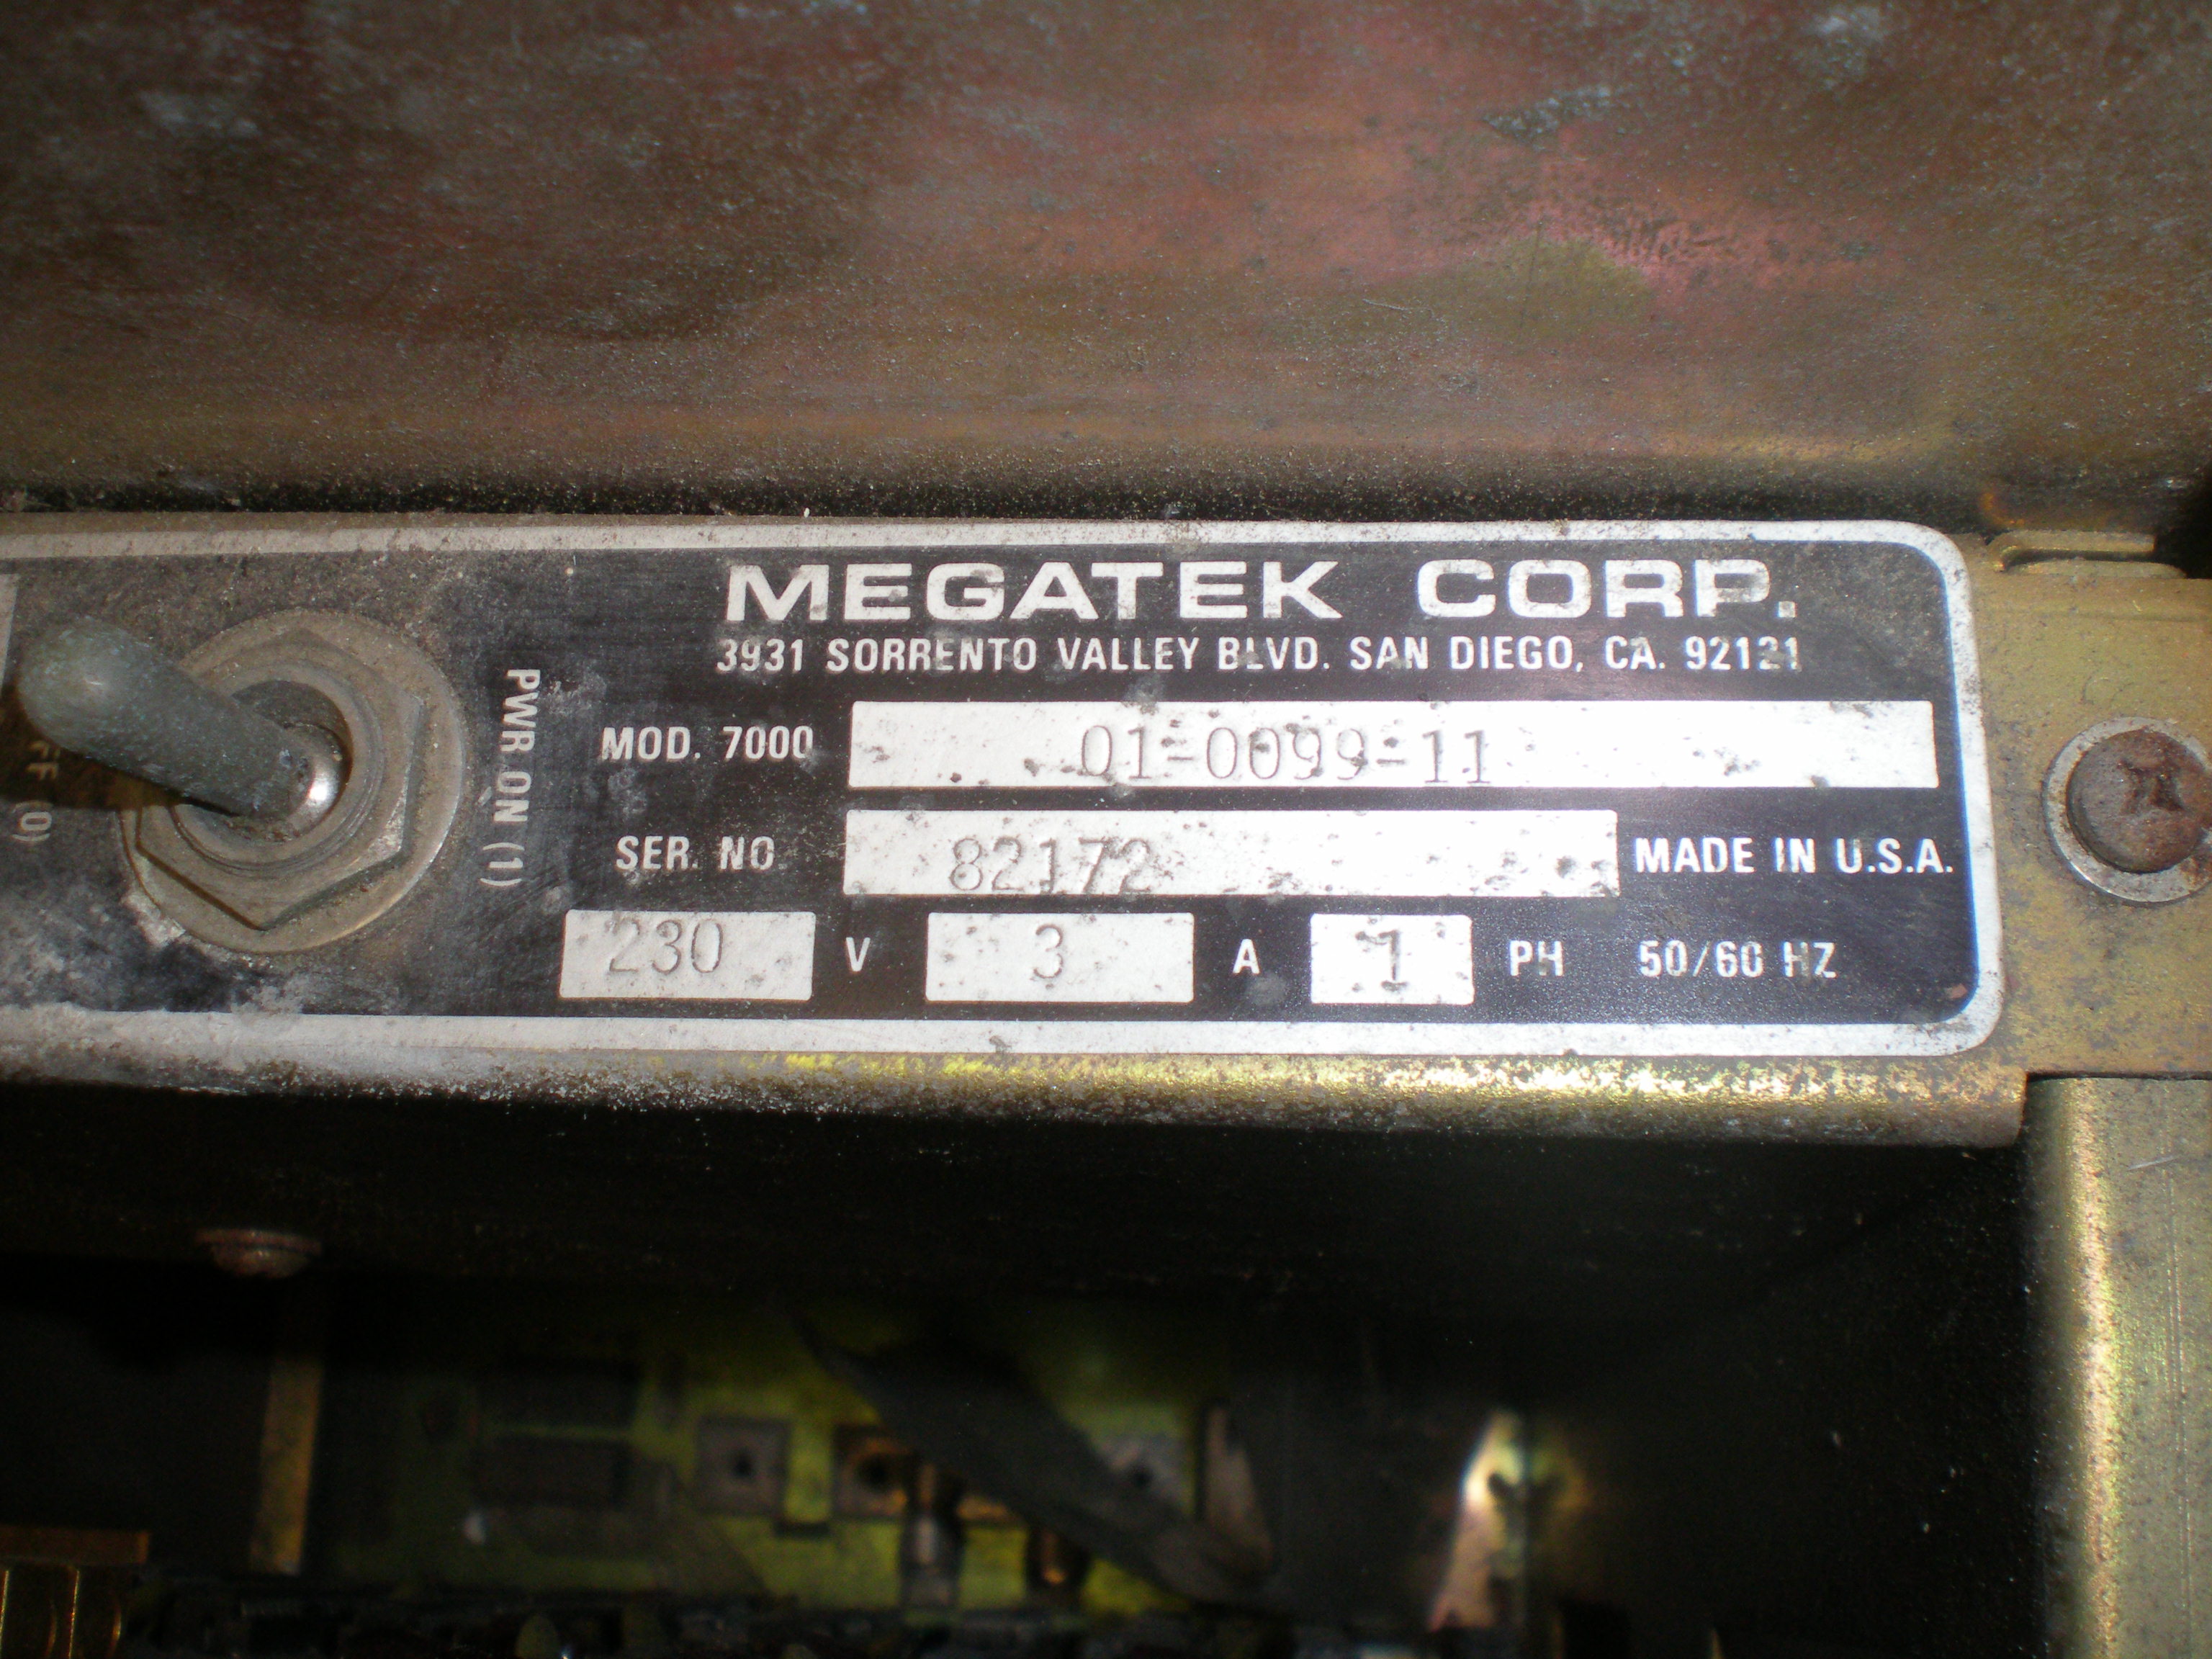 MEGATEK CORP.
3931 SORRENTO VALLEY BLVD. SAN DIEGO, CA. 92121
MOD. 7000 01-0099-11
SER. NO 82172 MADE IN U.S.A.
230 V 3 A 1 PH 50/60 HZ
PWR.ON (1)
(0)